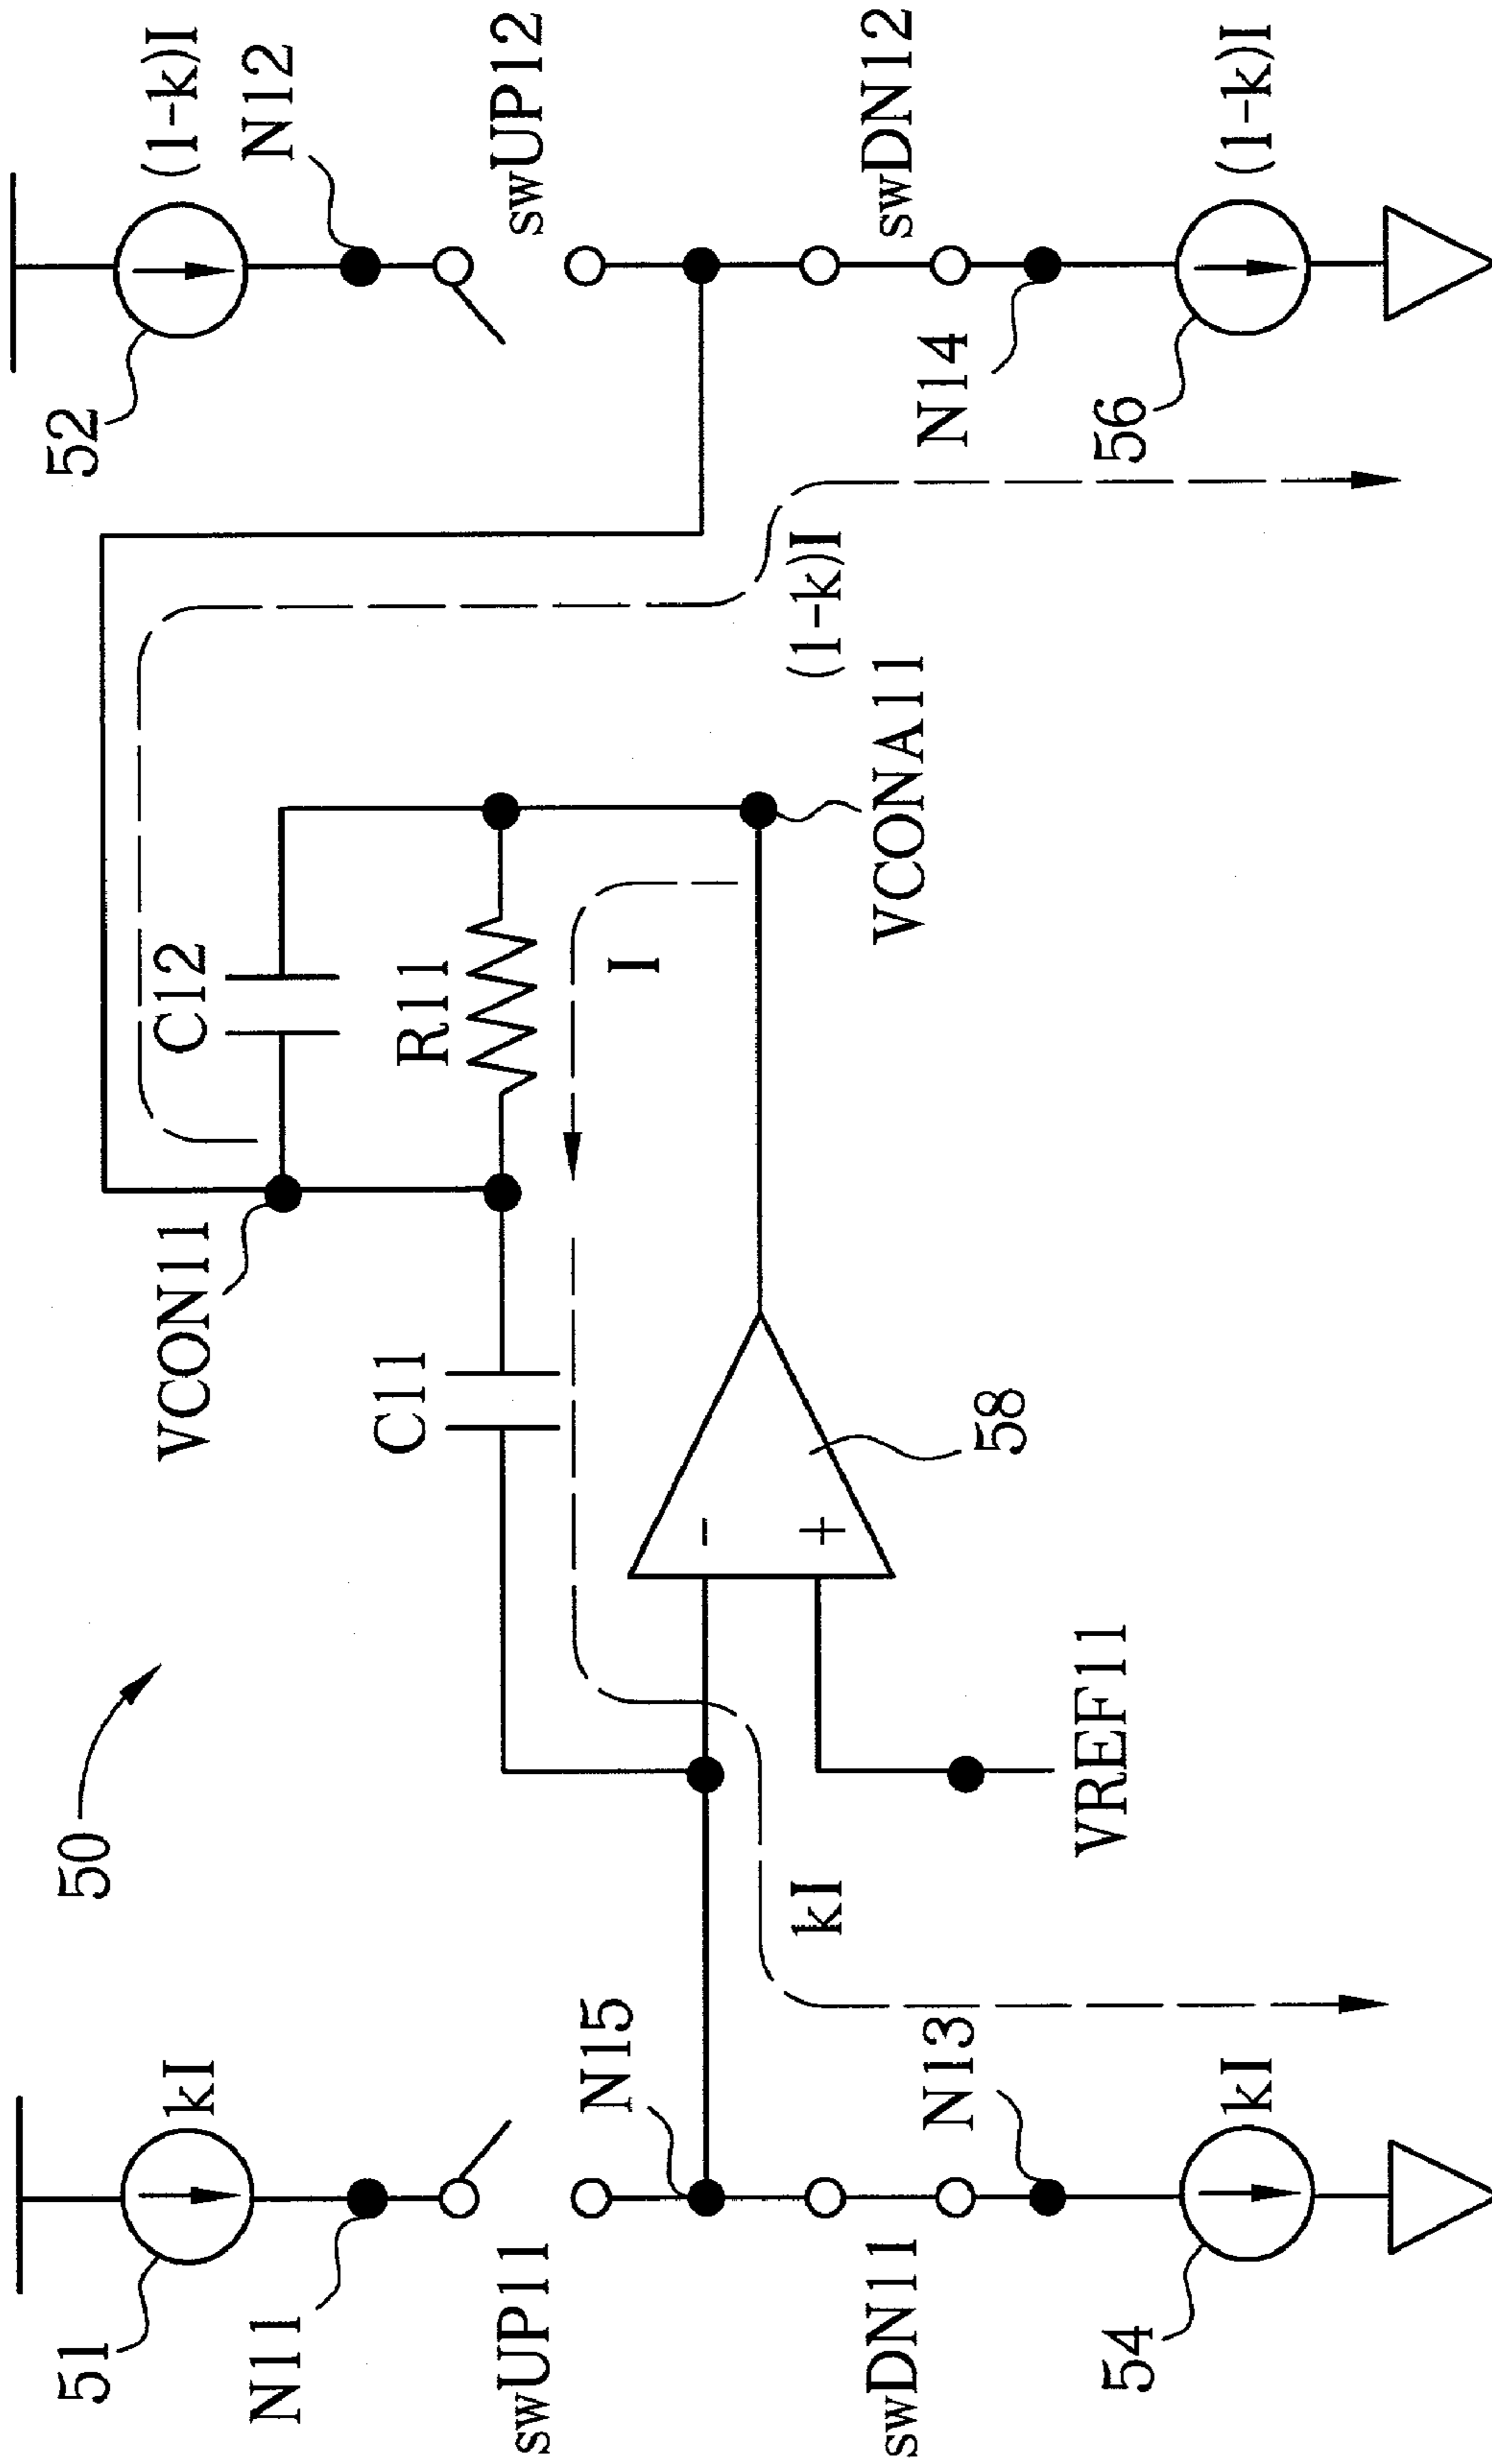 50
51
kI
N11
swUP11
N15
swDN11
N13
54
kI
kI
VREF11
-
+
58
C11
VCON11
C12
R11
I
VCONA11
(1-k)I
52
(1-k)I
N12
swUP12
swDN12
N14
56
(1-k)I